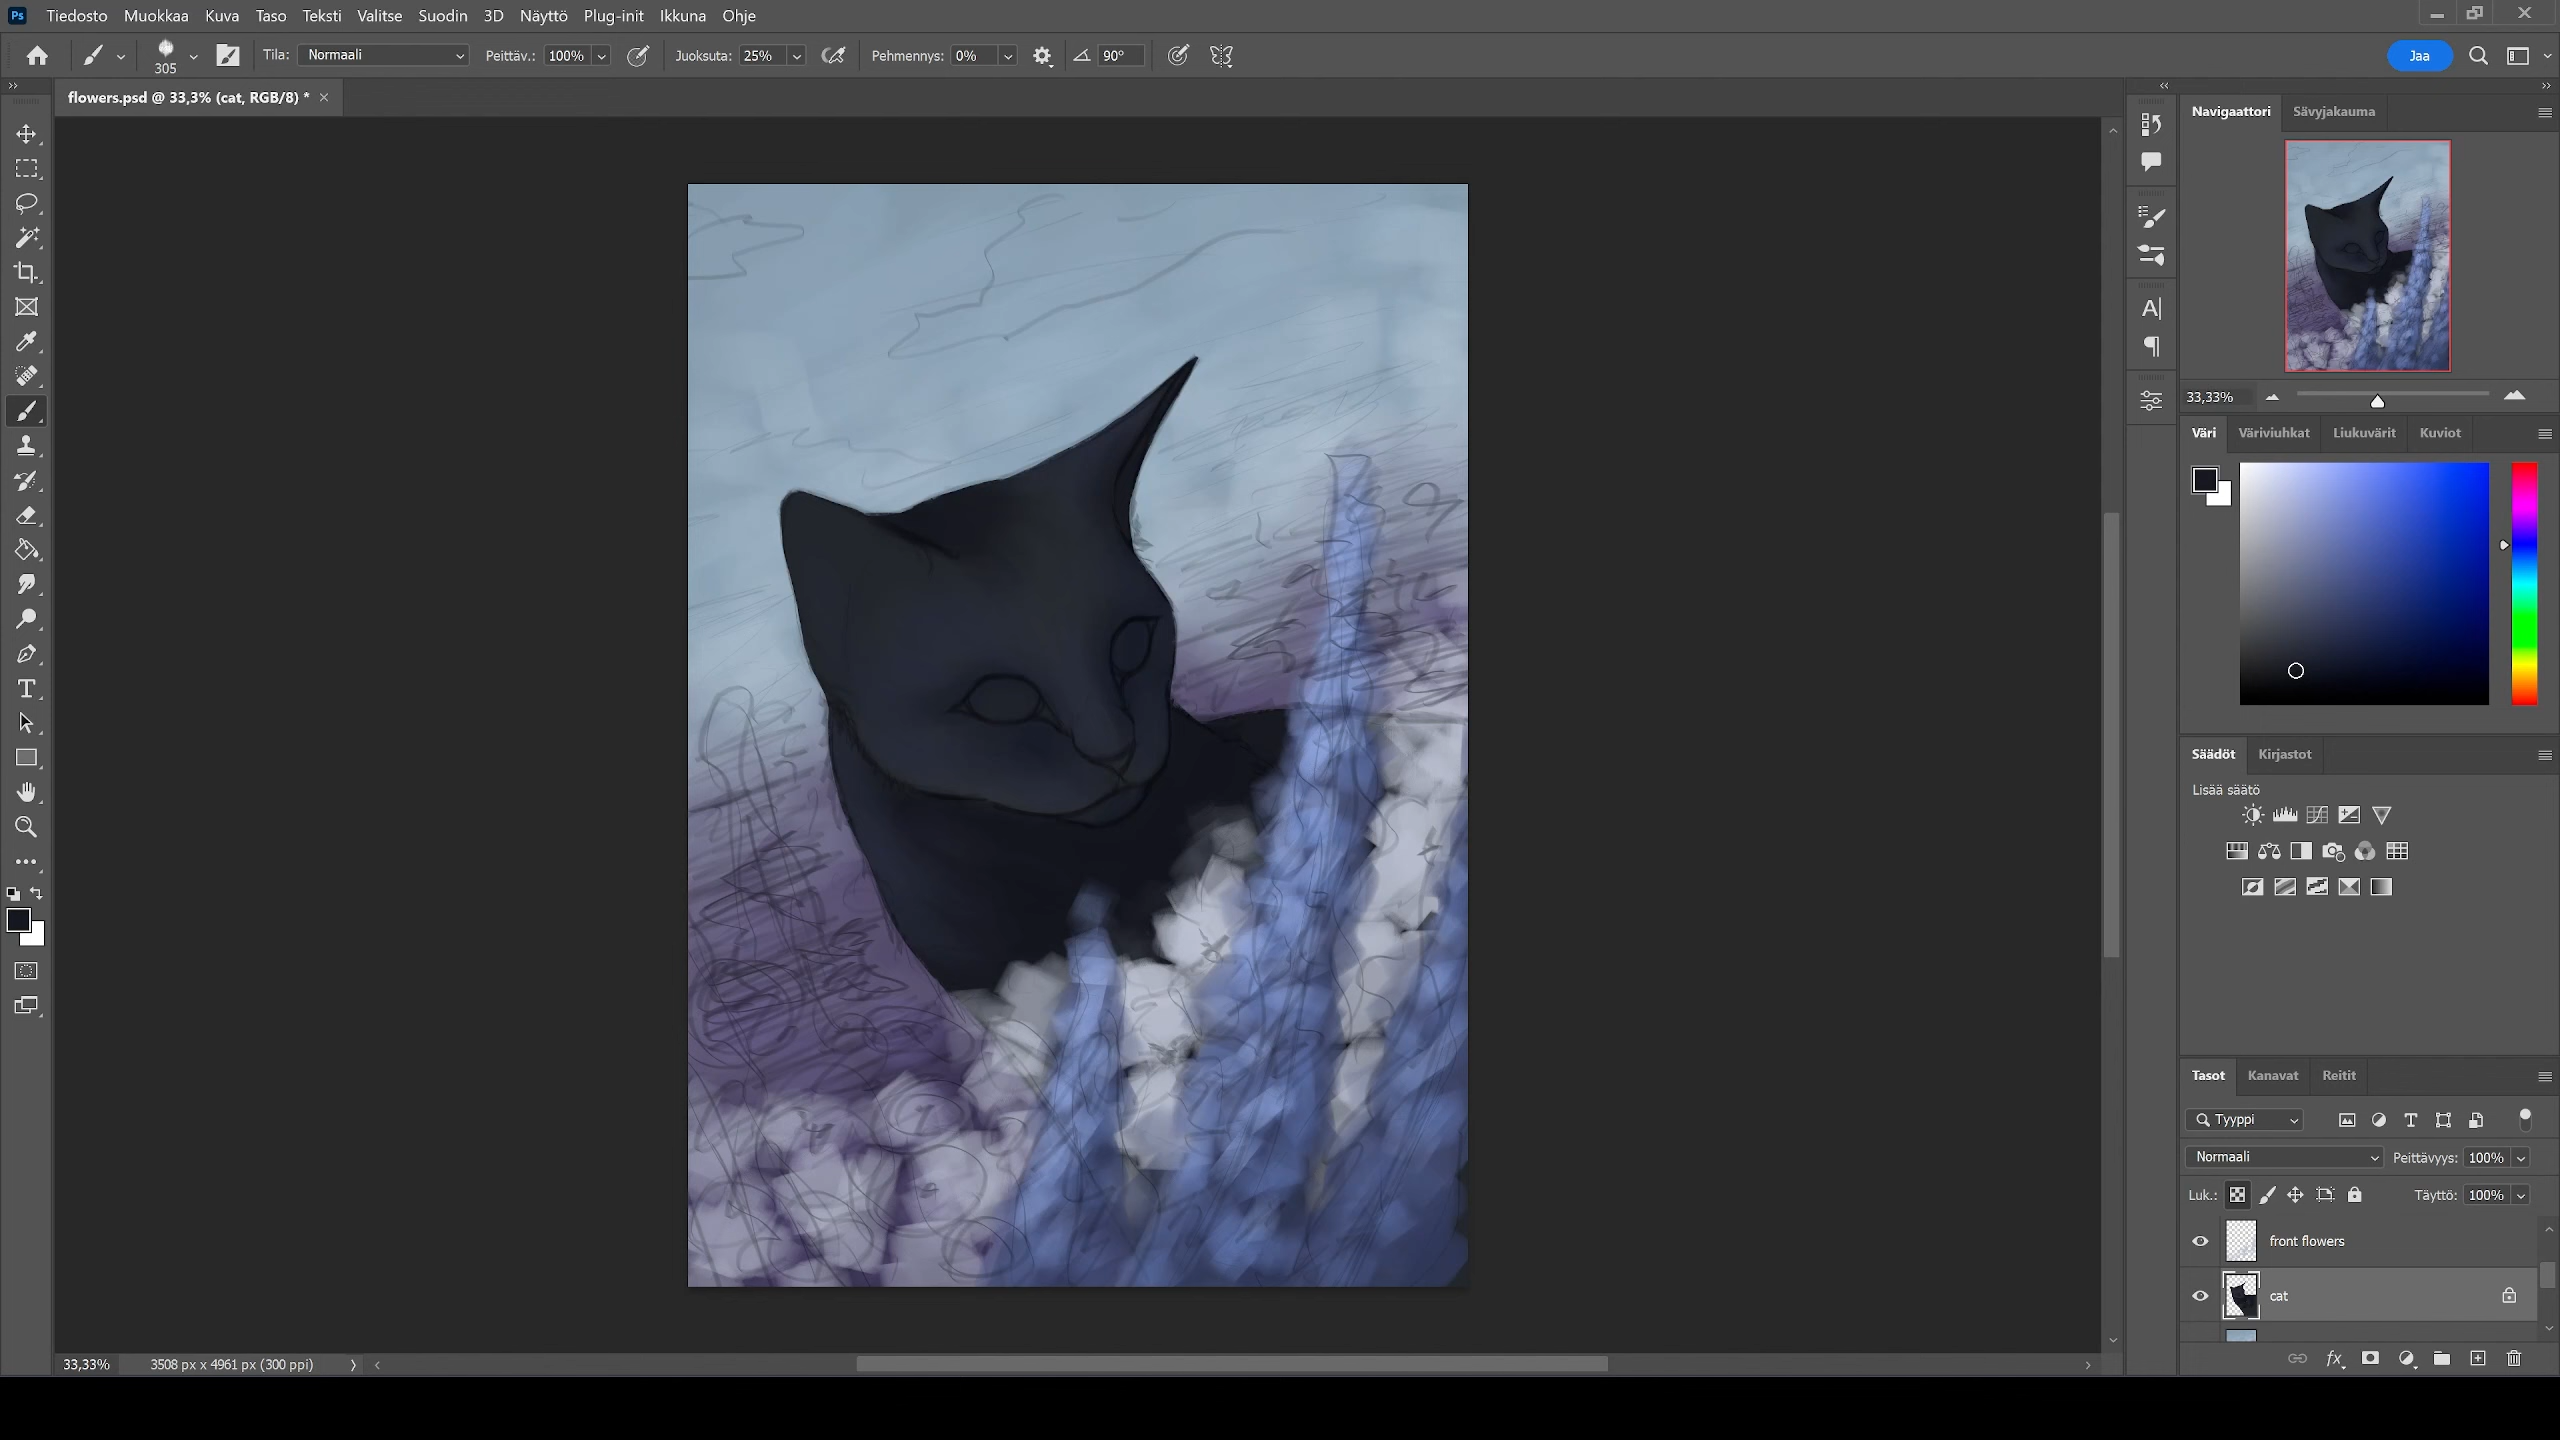 Ps Tiedosto Muokkaa Kuva Taso Teksti Valitse Suodin 3D Näyttö Plug-init Ikkuna Ohje
305 Tila: Normaali Peittäv.: 100% Juoksuta: 25% Pehmennys: 0% 90° Jaa
flowers.psd @ 33,3% (cat, RGB/8) *
Navigaattori Sävyjakauma
33,33%
Väri Väriviuhkat Liukuvärit Kuviot
Säädöt Kirjastot
Lisää säätö
Tasot Kanavat Reitit
Tyyppi
Normaali Peittävyys: 100%
Luk.: Täyttö: 100%
front flowers
cat
33,33% 3508 px x 4961 px (300 ppi)